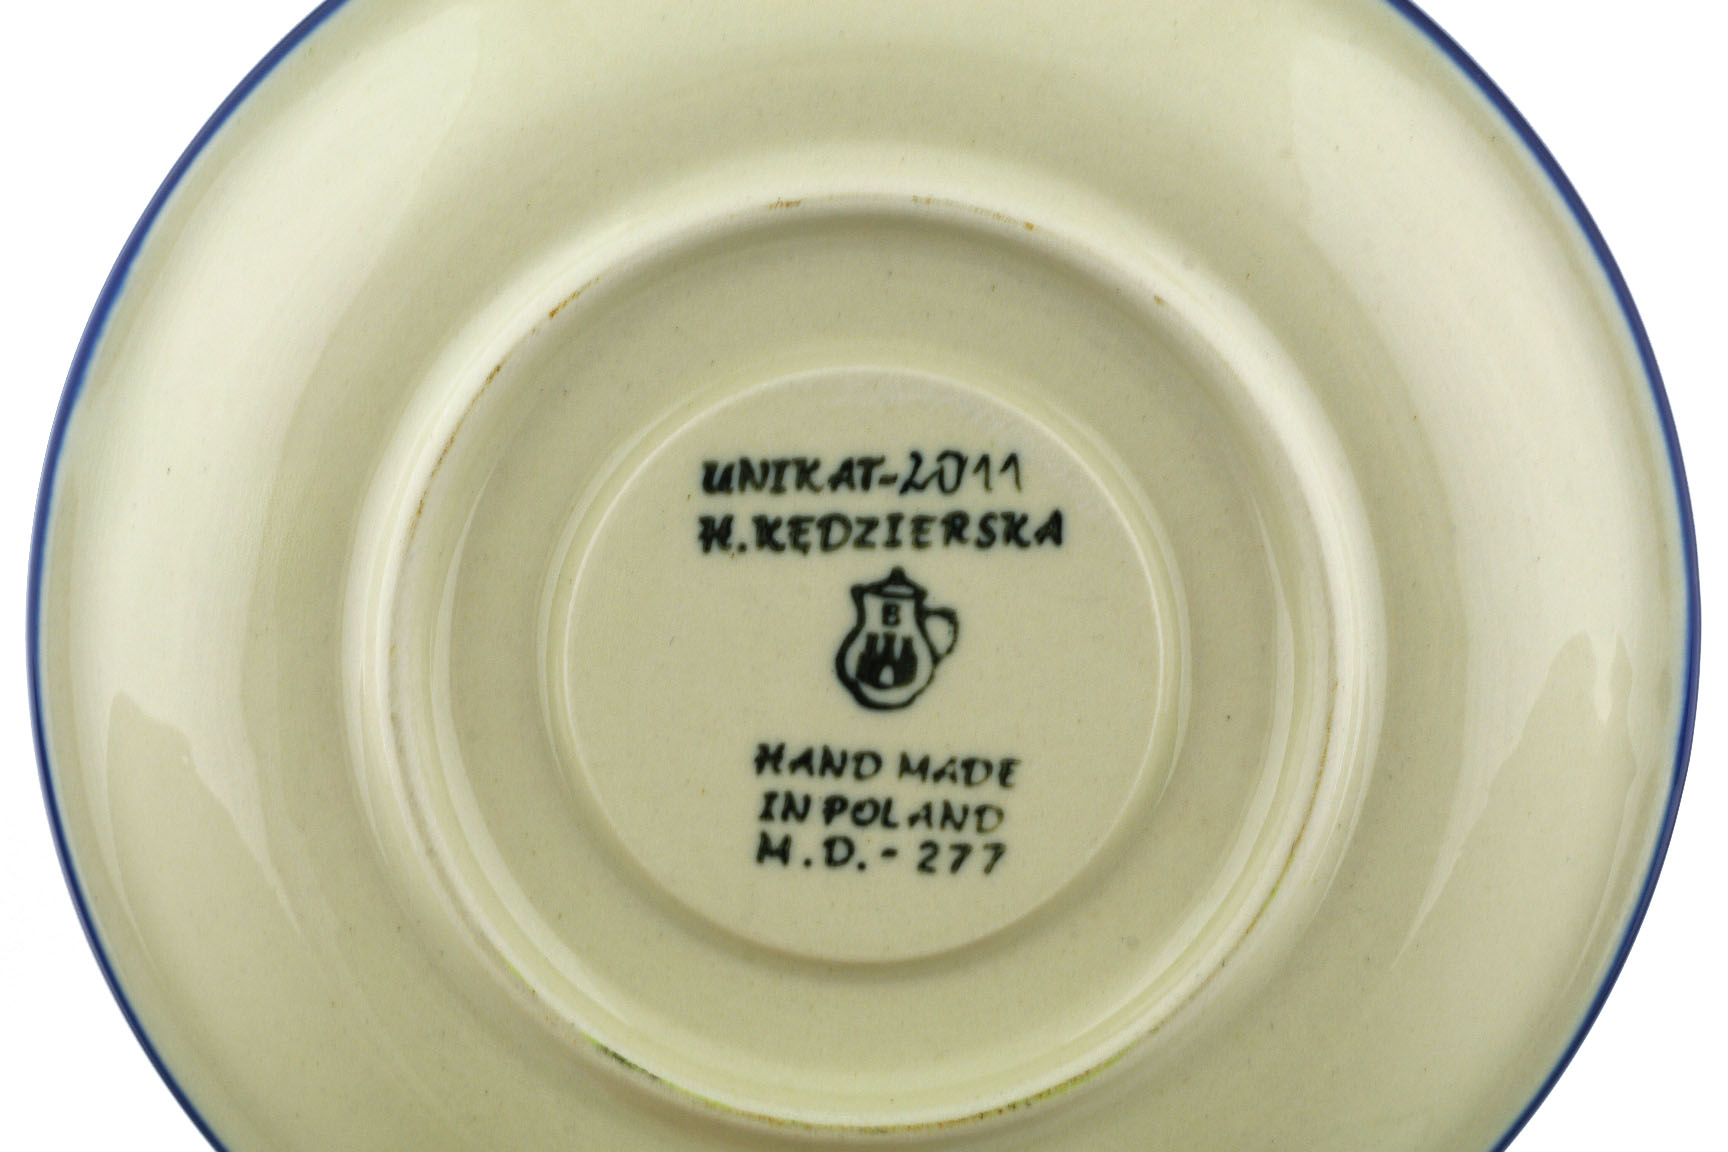 UNIKAT-2011
H.KĘDZIERSKA
B
HAND MADE
IN POLAND
M.D.-277